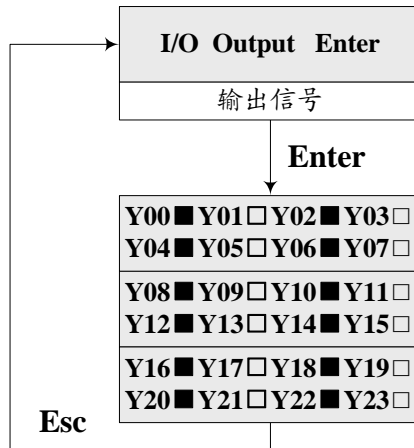 I/O Output Enter
输出信号
Enter
Y00■Y01□Y02■Y03□
Y04■Y05□Y06■Y07□
Y08■Y09□Y10■Y11□
Y12■Y13□Y14■Y15□
Y16■Y17□Y18■Y19□
Y20■Y21□Y22■Y23□
Esc